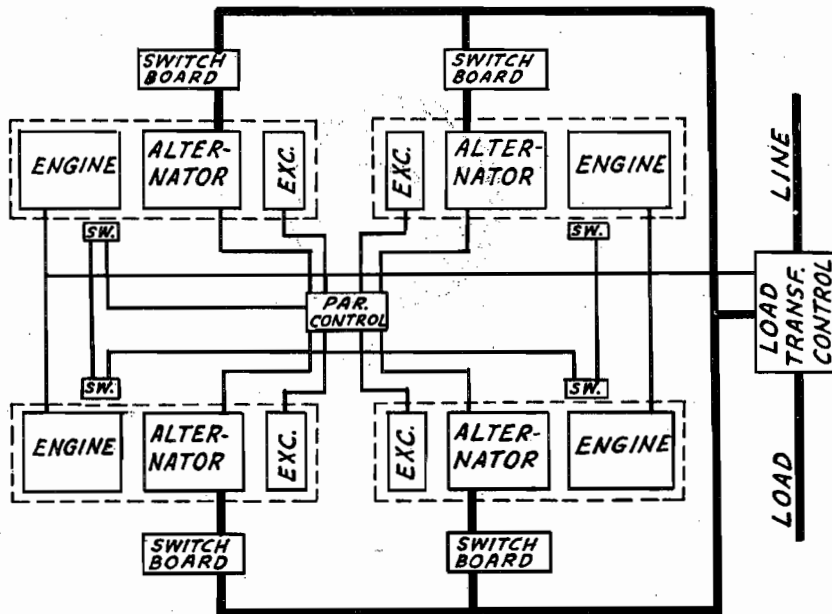 SWITCH
BOARD
SWITCH
BOARD
ENGINE
ALTER-
NATOR
EXC.
EXC.
ALTER-
NATOR
ENGINE
LINE
SW.
SW.
PAR.
CONTROL
LOAD
TRANSF.
CONTROL
SW.
SW.
ENGINE
ALTER-
NATOR
EXC.
EXC.
ALTER-
NATOR
ENGINE
LOAD
SWITCH
BOARD
SWITCH
BOARD